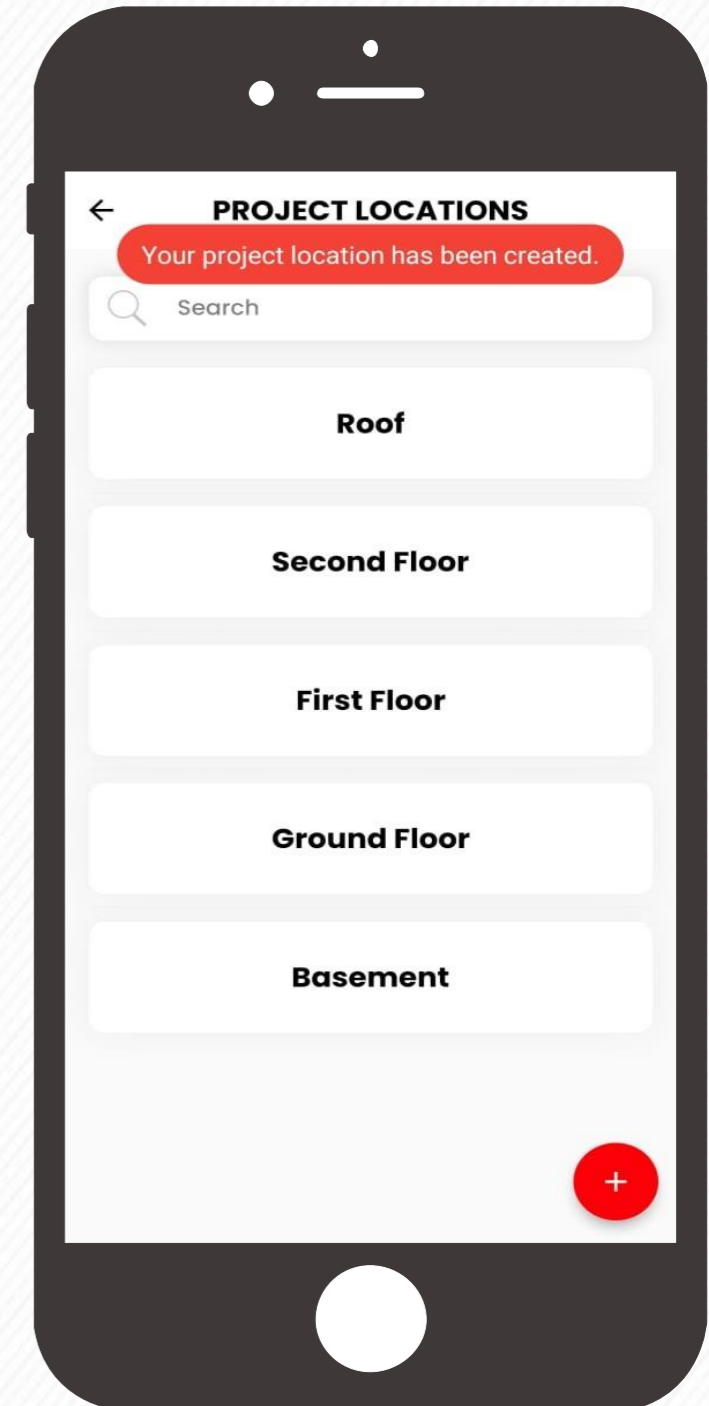 PROJECT LOCATIONS
Your project location has been created.
Search
Roof
Second Floor
First Floor
Ground Floor
Basement
+